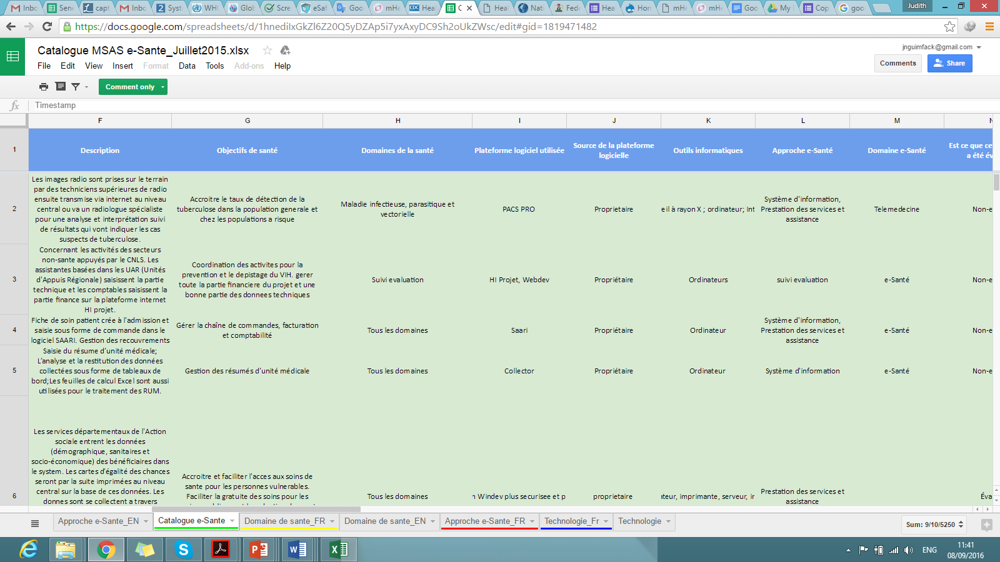 Inbo
Sene
capt
Inbo
Syst
WHO
Glob
Scre
eSaf
Goo
mHe
CDC Heal
C
Heal
Nati
Fede
Hea
Hon
mHe
mHe
Goo
My
Cop
goo
Judith
https://docs.google.com/spreadsheets/d/1hnediIxGkZl6Z20Q5yDZAp5i7yxAxyDC9Sh2oUkZWsc/edit#gid=1819471482
Catalogue MSAS e-Sante_Juillet2015.xlsx
jnguimfack@gmail.com
File Edit View Insert Format Data Tools Add-ons Help
Comments
Share
Comment only
fx Timestamp
F G H I J K L M N
1
Description
Objectifs de santé
Domaines de la santé
Plateforme logiciel utilisée
Source de la plateforme
logicielle
Outils informatiques
Approche e-Santé
Domaine e-Santé
Est ce que ce
a été év
2
Les images radio sont prises sur le terrain
par des techniciens supérieures de radio
ensuite transmise via internet au niveau
central ou va un radiologue spécialiste
pour une analyse et interprétation suivi
de résultats qui vont indiquer les cas
suspects de tuberculose.
Accroitre le taux de détection de la
tuberculose dans la population generale et
chez les populations a risque
Maladie infectieuse, parasitique et
vectorielle
PACS PRO
Proprietaire
eil à rayon X ; ordinateur; Int
Système d'information,
Prestation des services et
assistance
Telemedecine
Non-e
3
Concernant les activités des secteurs
non-sante appuyés par le CNLS. Les
assistantes basées dans les UAR (Unités
d'Appuis Régionale) saisissent la partie
technique et les comptables saisissent la
partie finance sur la plateforme internet
HI projet.
Coordination des activites pour la
prevention et le depistage du VIH. gerer
toute la partie financiere du projet et une
bonne partie des donnees techniques
Suivi evaluation
HI Projet, Webdev
Propriétaire
Ordinateurs
suivi evaluation
e-Santé
Non-e
4
Fiche de soin patient crée à l'admission et
saisie sous forme de commande dans le
logiciel SAARI. Gestion des recouvrements
Gérer la chaîne de commandes, facturation
et comptabilité
Tous les domaines
Saari
Propriétaire
Ordinateur
Système d'information,
Prestation des services et
assistance
e-Santé
Non-e
5
Saisie du résume d'unité médicale;
L'analyse et la restitution des données
collectées sous forme de tableaux de
bord;Les feuilles de calcul Excel sont aussi
utilisées pour le traitement des RUM.
Gestion des résumés d'unité médicale
Tous les domaines
Collector
Propriétaire
Ordinateur
Système d'information
e-Santé
Non-e
6
Les services départementaux de l'Action
sociale entrent les données
(démographique, sanitaires et
socio-économique) des bénéficiaires dans
le system. Les cartes d'égalité des chances
seront par la suite imprimées au niveau
central sur la base de ces données. Les
donnes sont se collectent a travers
Accroitre et faciliter l'acces aux soins de
sante pour les personnes vulnerables.
Faciliter la gratuite des soins pour les
Tous les domaines
n Windev plus securisee et p
proprietaire
ateur, imprimante, serveur, ir
Prestation des services et
assistance
Éva
Approche e-Sante_EN
Catalogue e-Sante
Domaine de sante_FR
Domaine de sante_EN
Approche e-Sante_FR
Technologie_Fr
Technologie
Sum: 9/10/5250
ENG
11:41
08/09/2016